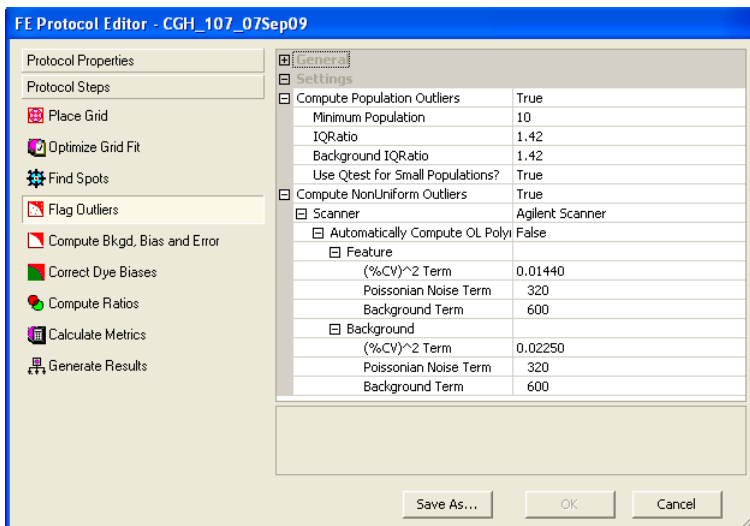 FE Protocol Editor - CGH_107_07Sep09
Protocol Properties
Protocol Steps
Place Grid
Optimize Grid Fit
Find Spots
Flag Outliers
Compute Bkgd, Bias and Error
Correct Dye Biases
Compute Ratios
Calculate Metrics
Generate Results
General
Settings
Compute Population Outliers True
Minimum Population 10
IQRatio 1.42
Background IQRatio 1.42
Use Qtest for Small Populations? True
Compute NonUniform Outliers True
Scanner Agilent Scanner
Automatically Compute OL Polyn False
Feature
(%CV)^2 Term 0.01440
Poissonian Noise Term 320
Background Term 600
Background
(%CV)^2 Term 0.02250
Poissonian Noise Term 320
Background Term 600
Save As... OK Cancel